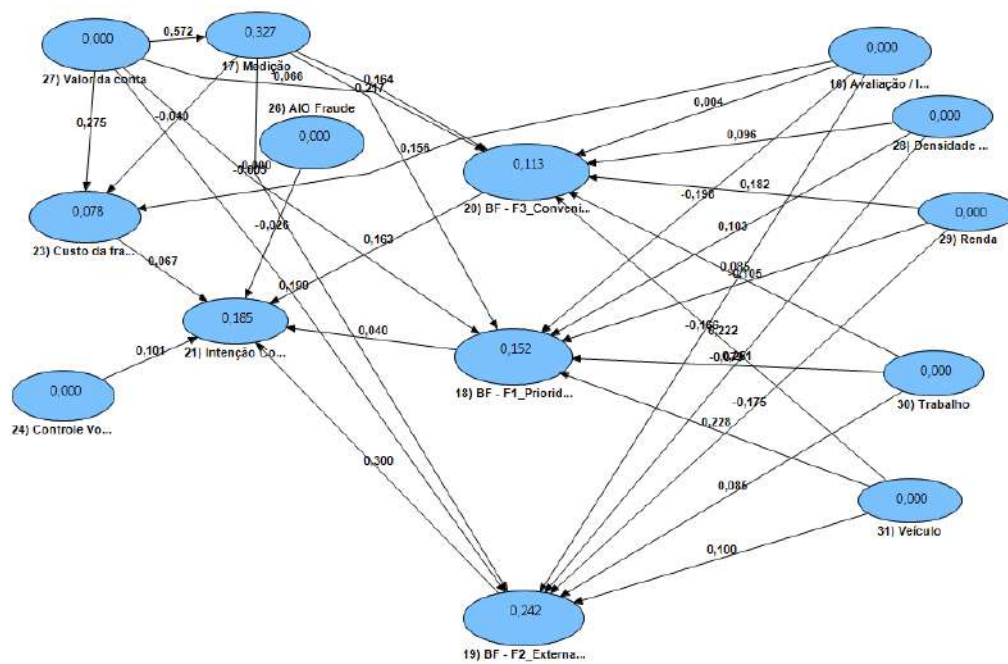 0,572
0,000
0,327
27) Valor da conta
17) Medição
0,066
0,164
0,217
0,000
16) Avaliação / I...
26) AIO Fraude
0,000
-0,040
0,275
0,004
0,000
28) Densidade ...
0,096
0,156
0,113
20) BF - F3_Conveni...
0,182
-0,190
0,000
29) Renda
0,078
23) Custo da fra...
-0,026
0,163
0,103
0,067
0,199
0,185
21) Intenção Co...
0,040
0,152
18) BF - F1_Priorid...
0,222
0,101
0,000
24) Controle Vo...
0,000
30) Trabalho
-0,175
0,228
0,300
0,085
0,000
31) Veículo
0,100
0,242
19) BF - F2_Externa...